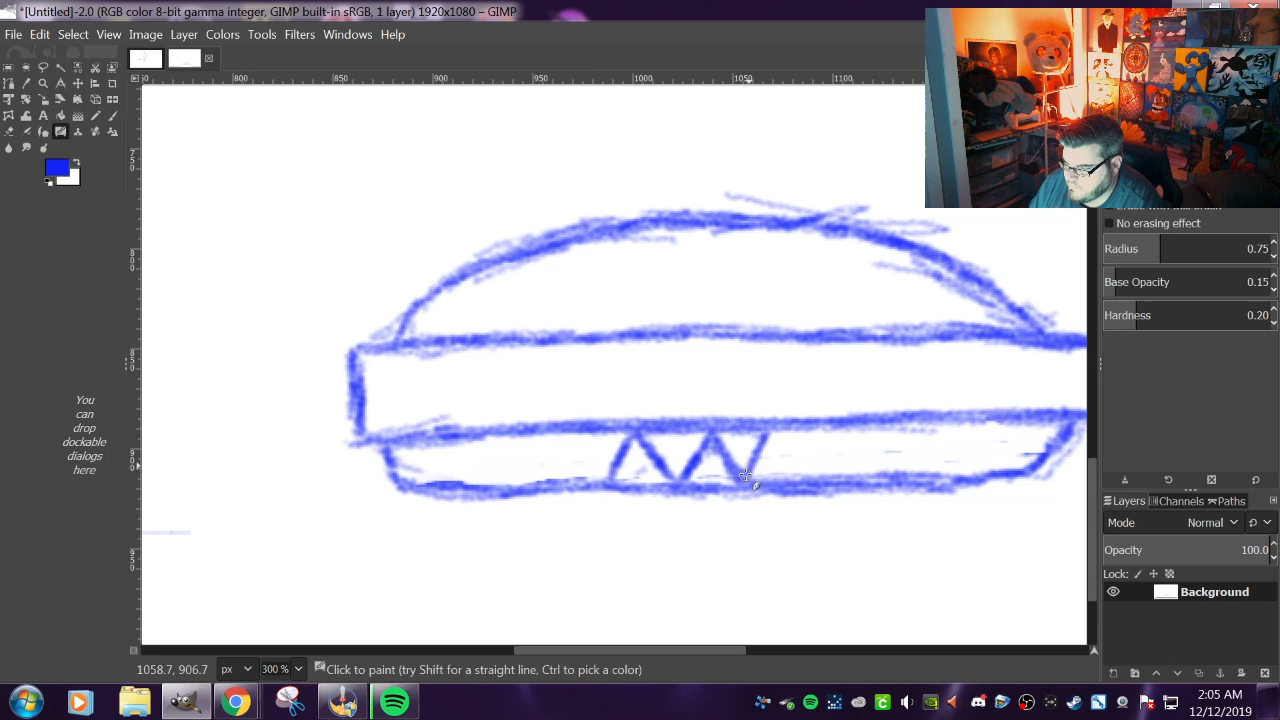 *[Untitled]-2.0 (RGB color 8-bit gamma integer, GIMP built-in sRGB, 1 layer) 1920x1080 – GIMP
File Edit Select View Image Layer Colors Tools Filters Windows Help
800 850 900 950 1000 1050 1100
No erasing effect
Radius 0.75
Base Opacity 0.15
Hardness 0.20
You
can
drop
dockable
dialogs
here
Layers Channels Paths
Mode Normal
Opacity 100.0
Lock:
Background
1058.7, 906.7 px 300 % Click to paint (try Shift for a straight line, Ctrl to pick a color)
2:05 AM
12/12/2019